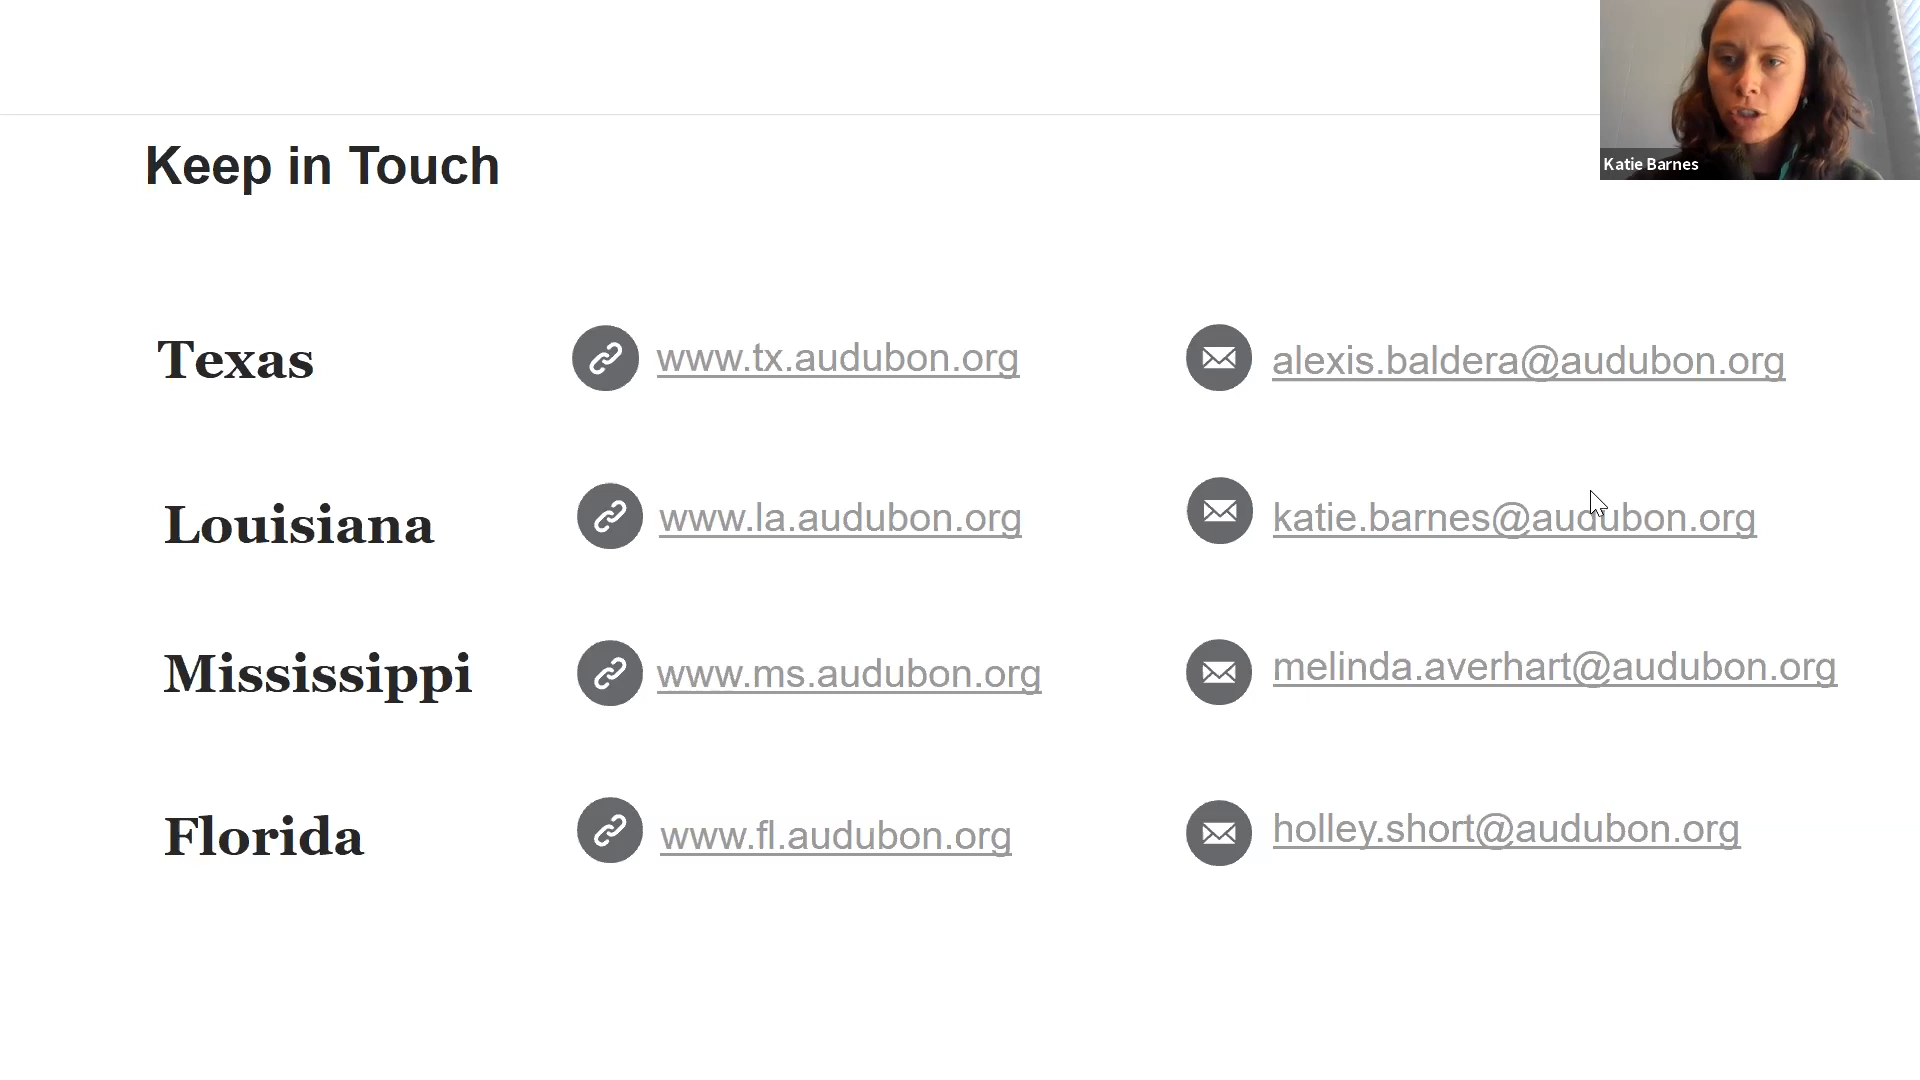 Katie Barnes
Keep in Touch
Texas www.tx.audubon.org alexis.baldera@audubon.org
Louisiana www.la.audubon.org katie.barnes@audubon.org
Mississippi www.ms.audubon.org melinda.averhart@audubon.org
Florida www.fl.audubon.org holley.short@audubon.org